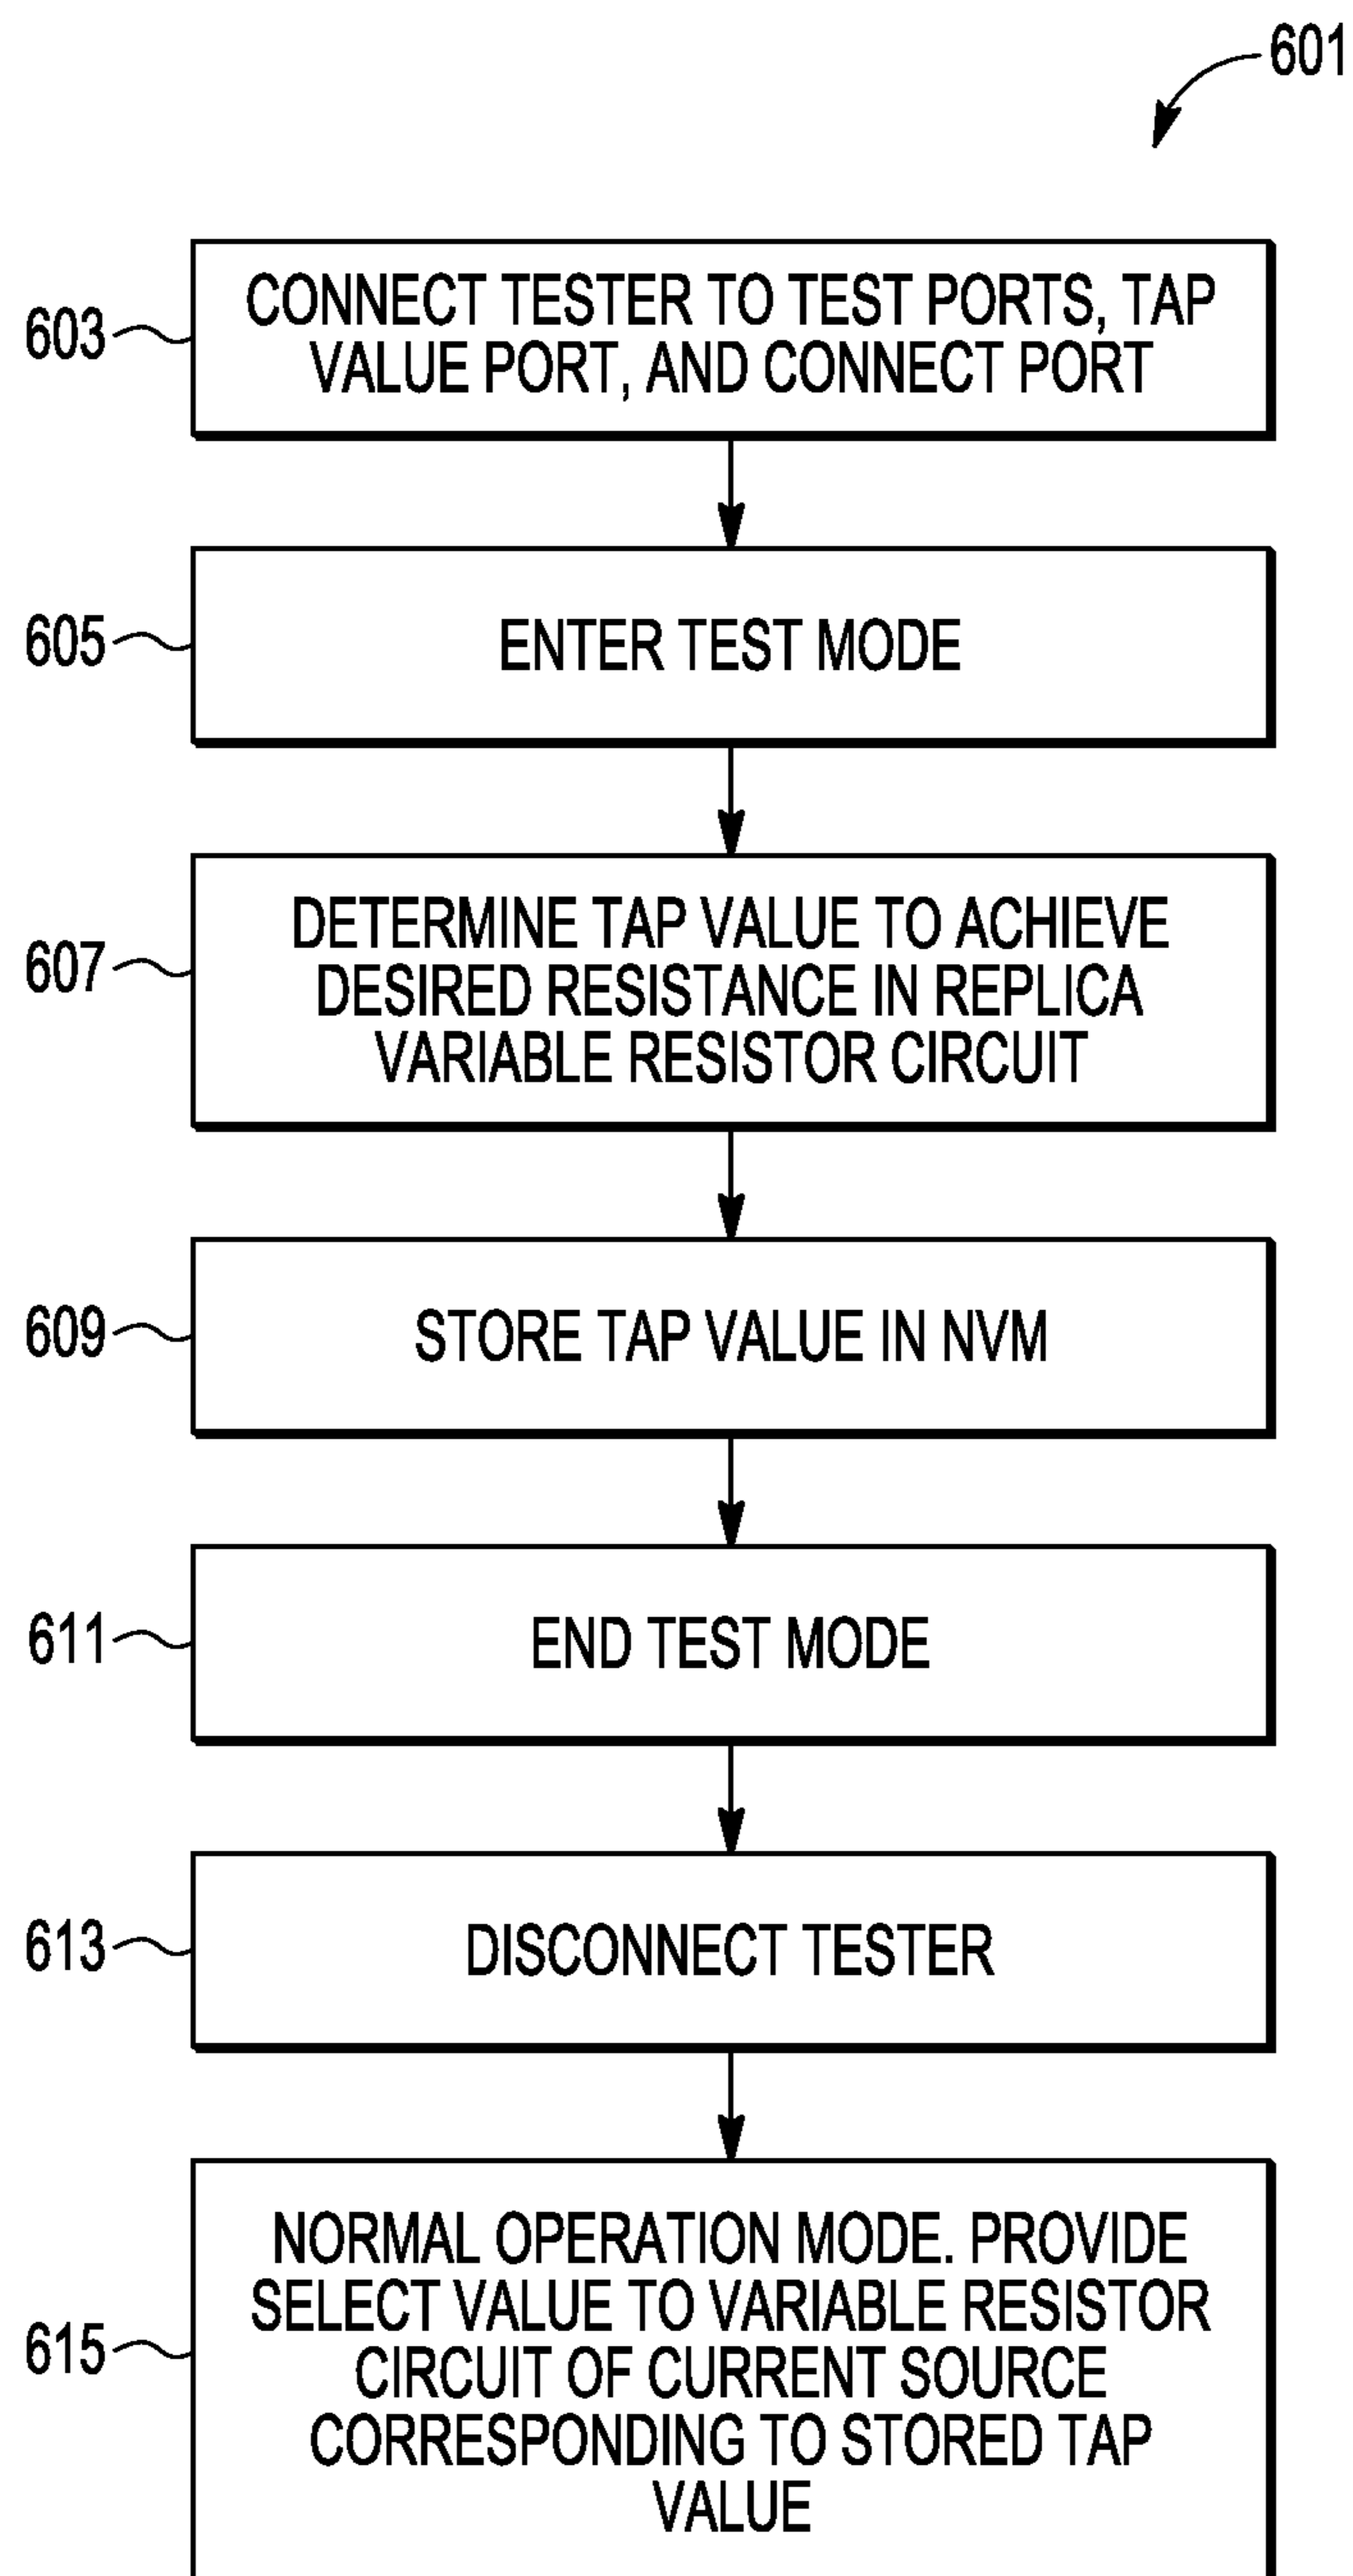 601
603
CONNECT TESTER TO TEST PORTS, TAP
VALUE PORT, AND CONNECT PORT
605
ENTER TEST MODE
607
DETERMINE TAP VALUE TO ACHIEVE
DESIRED RESISTANCE IN REPLICA
VARIABLE RESISTOR CIRCUIT
609
STORE TAP VALUE IN NVM
611
END TEST MODE
613
DISCONNECT TESTER
615
NORMAL OPERATION MODE. PROVIDE
SELECT VALUE TO VARIABLE RESISTOR
CIRCUIT OF CURRENT SOURCE
CORRESPONDING TO STORED TAP
VALUE